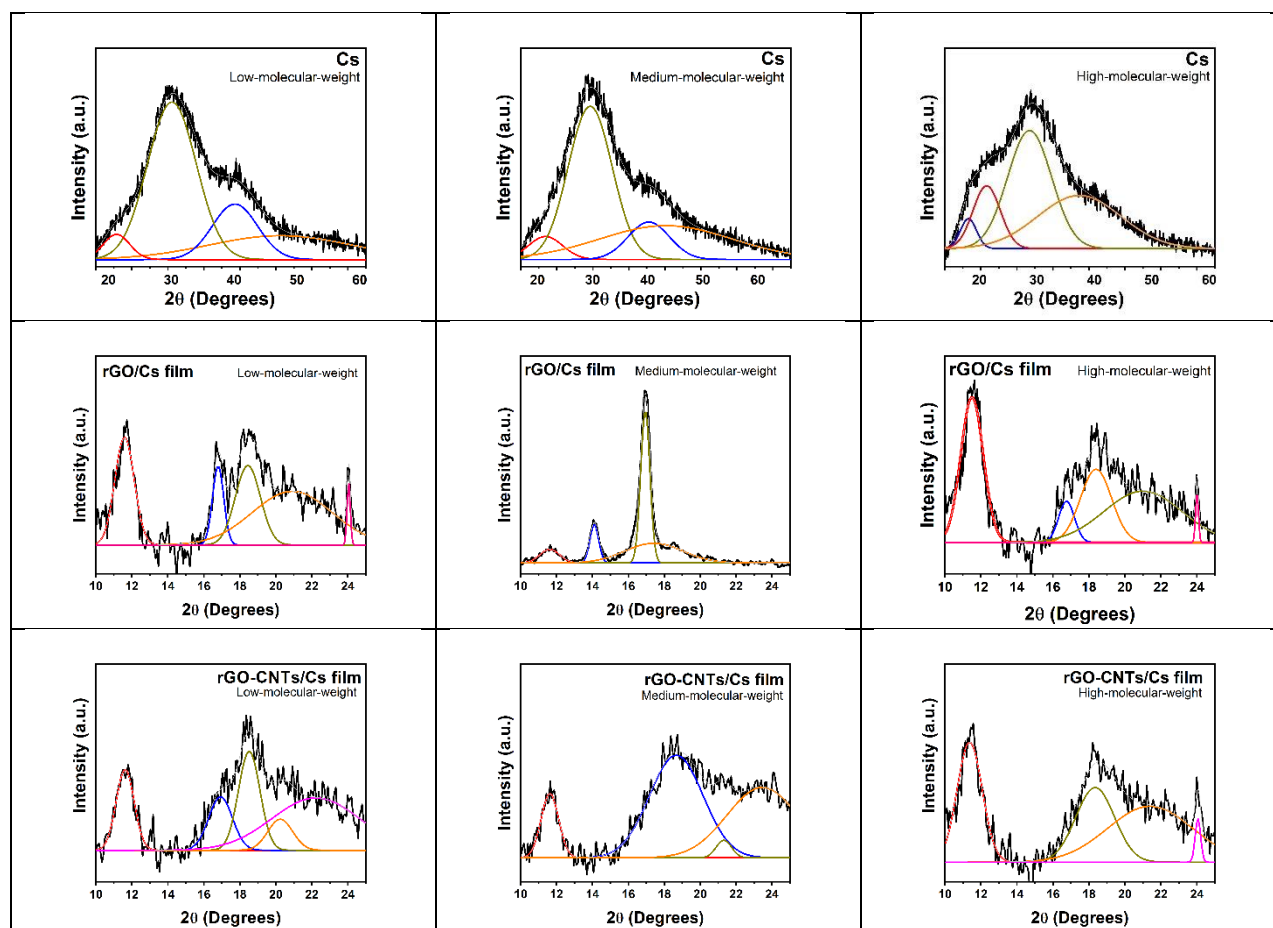 Cs
Low-molecular-weight
Intensity (a.u.)
20 30 40 50 60
2θ (Degrees)
Cs
Medium-molecular-weight
Intensity (a.u.)
20 30 40 50 60
2θ (Degrees)
Cs
High-molecular-weight
Intensity (a.u.)
20 30 40 50 60
2θ (Degrees)
rGO/Cs film
Low-molecular-weight
Intensity (a.u.)
10 12 14 16 18 20 22 24
2θ (Degrees)
rGO/Cs film
Medium-molecular-weight
Intensity (a.u.)
10 12 14 16 18 20 22 24
2θ (Degrees)
rGO/Cs film
High-molecular-weight
Intensity (a.u.)
10 12 14 16 18 20 22 24
2θ (Degrees)
rGO-CNTs/Cs film
Low-molecular-weight
Intensity (a.u.)
10 12 14 16 18 20 22 24
2θ (Degrees)
rGO-CNTs/Cs film
Medium-molecular-weight
Intensity (a.u.)
10 12 14 16 18 20 22 24
2θ (Degrees)
rGO-CNTs/Cs film
High-molecular-weight
Intensity (a.u.)
10 12 14 16 18 20 22 24
2θ (Degrees)